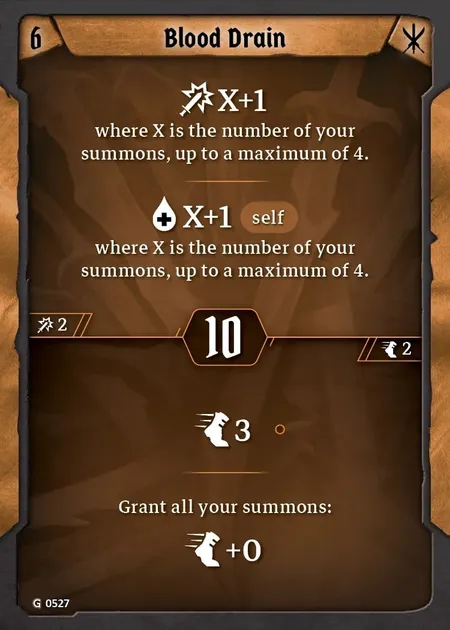 6 Blood Drain
X+1
where X is the number of your
summons, up to a maximum of 4.
X+1 self
where X is the number of your
summons, up to a maximum of 4.
2
10
2
3
Grant all your summons:
+0
G 0527